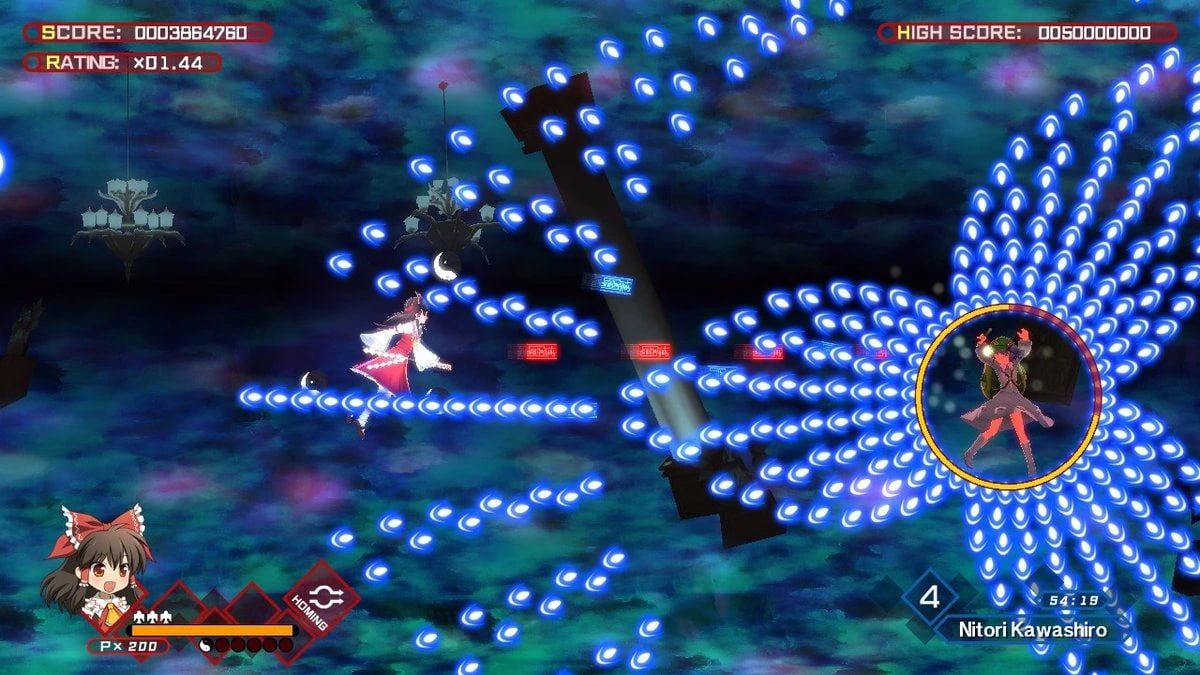 SCORE: 0003864760
HIGH SCORE: 0050000000
RATING: ×01.44
HOMING
P× 200
4
54:19
Nitori Kawashiro